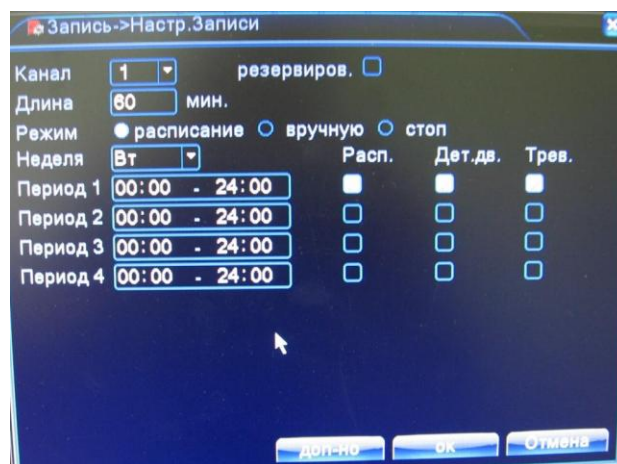 Запись->Настр.Записи
Канал 1 резервиров.
Длина 60 мин.
Режим расписание вручную стоп
Неделя Вт Расп. Дет.дв. Трев.
Период 1 00:00 - 24:00
Период 2 00:00 - 24:00
Период 3 00:00 - 24:00
Период 4 00:00 - 24:00
доп-но ок Отмена